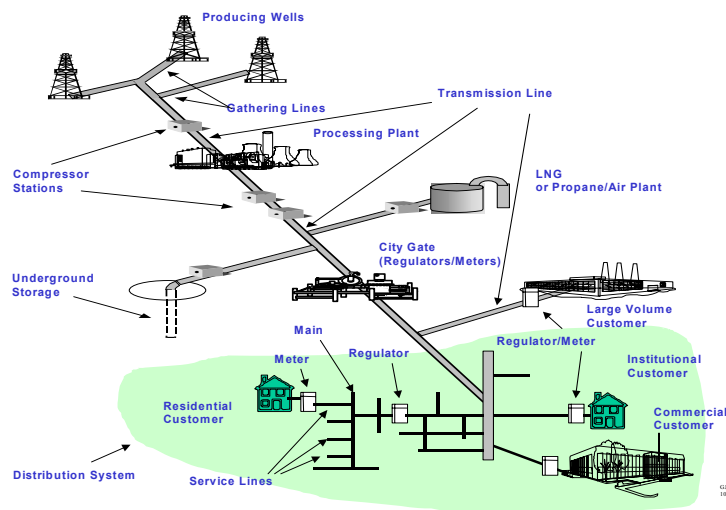 Producing Wells
Gathering Lines
Transmission Line
Processing Plant
Compressor
Stations
LNG
or Propane/Air Plant
City Gate
(Regulators/Meters)
Underground
Storage
Large Volume
Customer
Main
Regulator
Regulator/Meter
Meter
Institutional
Customer
Residential
Customer
Commercial
Customer
Distribution System
Service Lines